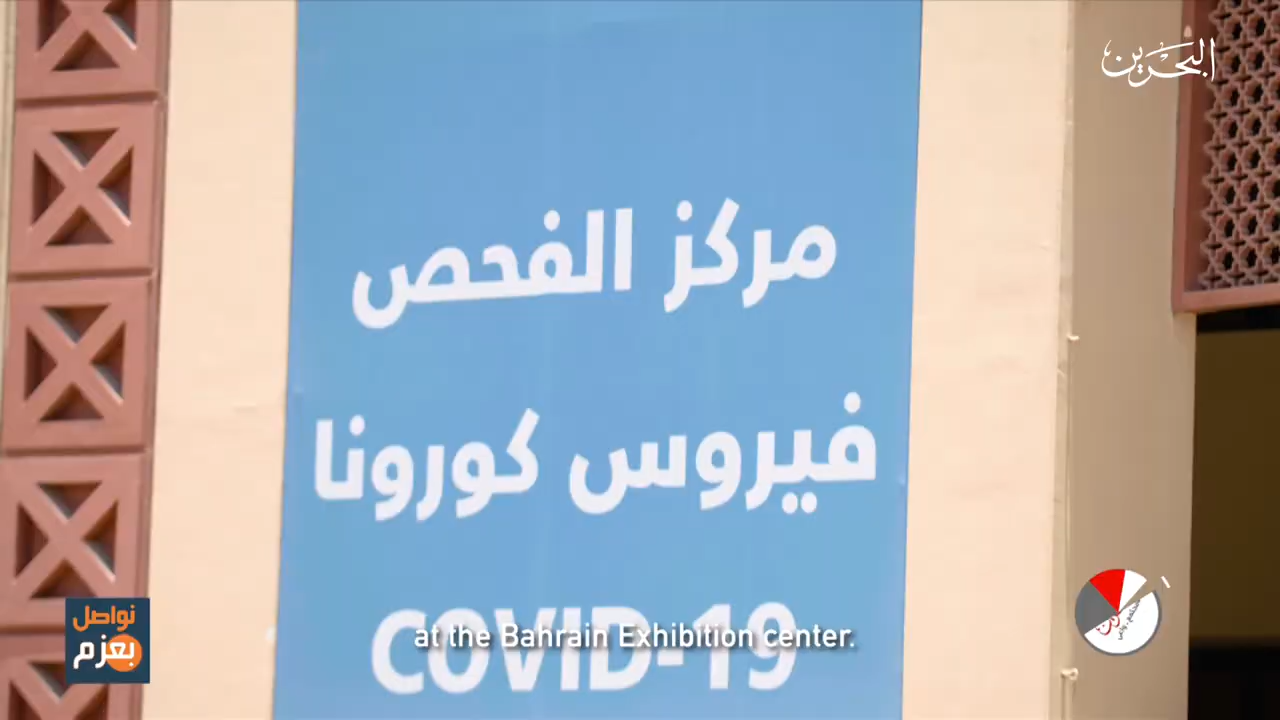 البحرين
مركز الفحص
فيروس كورونا
COVID-19
at the Bahrain Exhibition center.
نواصل
بعزم